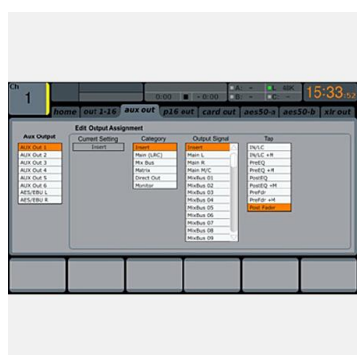 Ch
1
A: -
L 48K
15:33:52
0:00
- 0:00
B: -
C: -
home
out 1-16
aux out
p16 out
card out
aes50-a
aes50-b
xlr out
Edit Output Assignment
Aux Output
AUX Out 1
AUX Out 2
AUX Out 3
AUX Out 4
AUX Out 5
AUX Out 6
AES/EBU L
AES/EBU R
Current Setting
Insert
Category
Insert
Main (LRC)
Mix Bus
Matrix
Direct Out
Monitor
Output Signal
Insert
Main L
Main R
Main M/C
MixBus 01
MixBus 02
MixBus 03
MixBus 04
MixBus 05
MixBus 06
MixBus 07
MixBus 08
MixBus 09
Tap
IN/LC
IN/LC +M
PreEQ
PreEQ +M
PostEQ
PostEQ +M
PreFdr
PreFdr +M
Post Fader